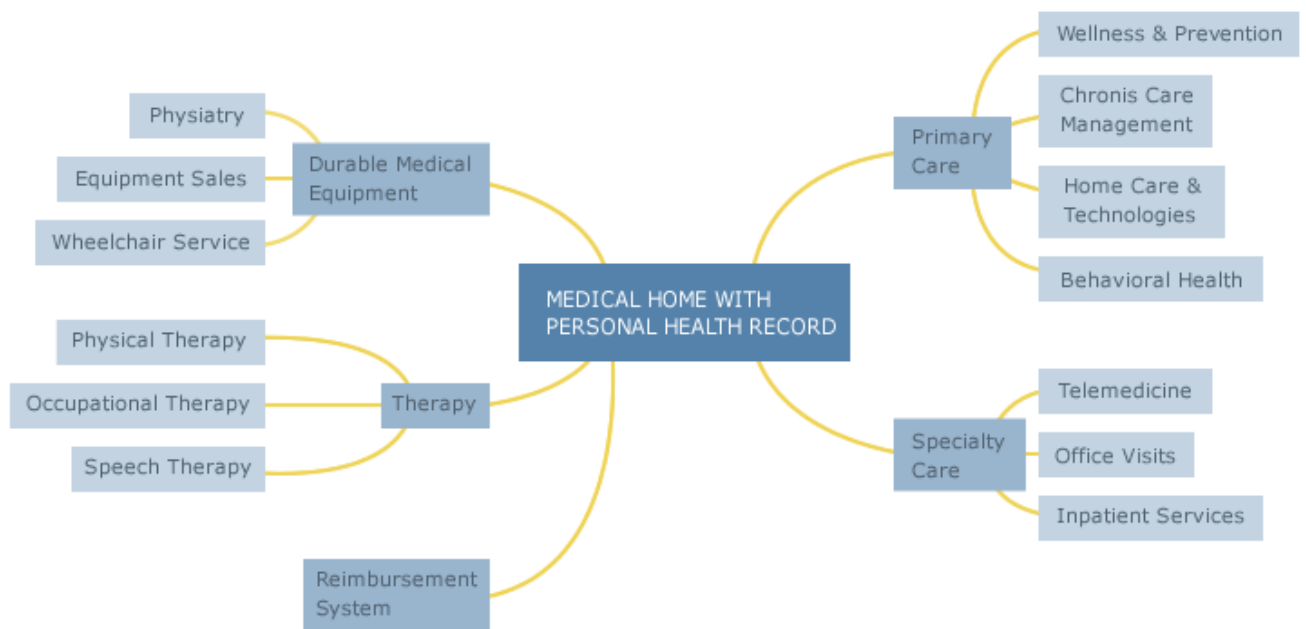 MEDICAL HOME WITH
PERSONAL HEALTH RECORD
Durable Medical
Equipment
Physiatry
Equipment Sales
Wheelchair Service
Therapy
Physical Therapy
Occupational Therapy
Speech Therapy
Reimbursement
System
Primary
Care
Wellness & Prevention
Chronis Care
Management
Home Care &
Technologies
Behavioral Health
Specialty
Care
Telemedicine
Office Visits
Inpatient Services